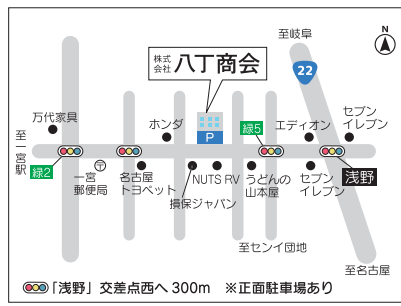 至岐阜
N
22
株式
会社 八丁商会
万代家具
ホンダ
P
緑5
エディオン
セブン
イレブン
至一宮駅
緑2
一宮
郵便局
名古屋
トヨペット
NUTS RV
損保ジャパン
うどんの
山本屋
セブン
イレブン
浅野
至センイ団地
至名古屋
「浅野」交差点西へ300m ※正面駐車場あり